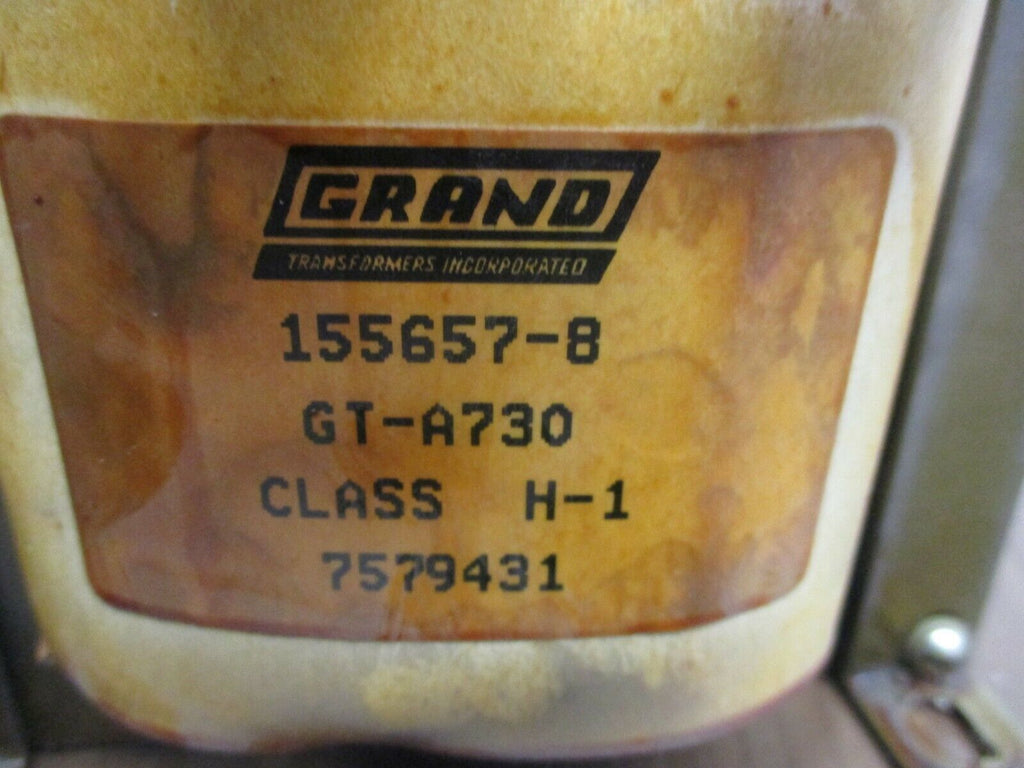 GRAND
TRANSFORMERS INCORPORATED
155657-8
GT-A730
CLASS H-1
7579431